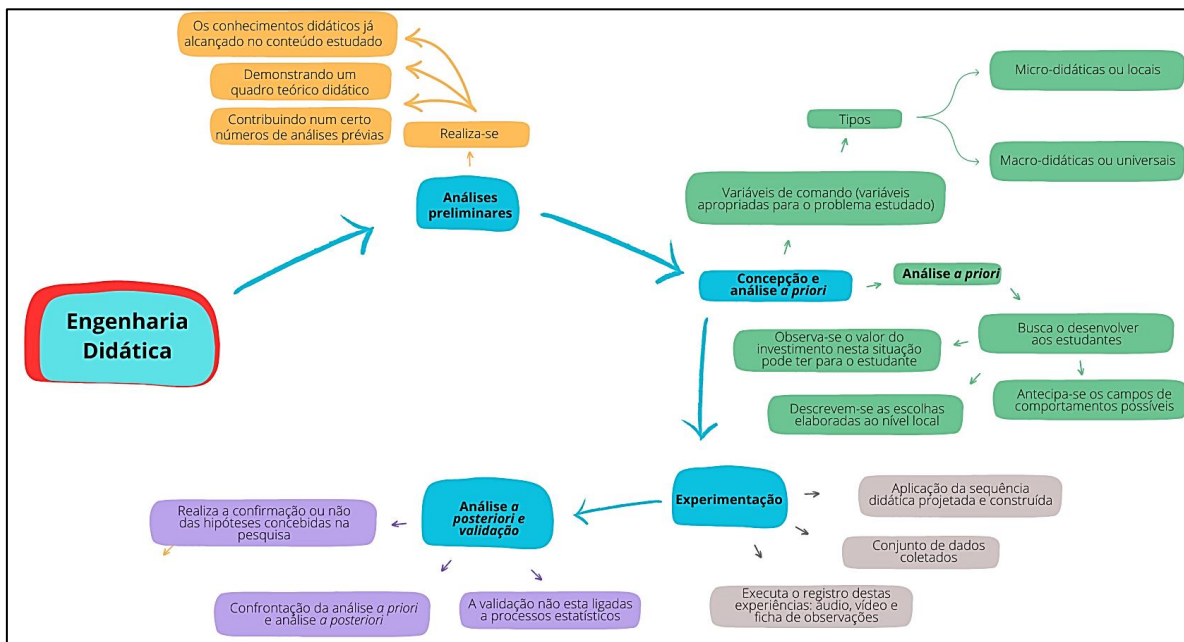 Os conhecimentos didáticos já
alcançado no conteúdo estudado
Demonstrando um
quadro teórico didático
Contribuindo num certo
números de análises prévias
Realiza-se
Análises
preliminares
Engenharia
Didática
Micro-didáticas ou locais
Tipos
Macro-didáticas ou universais
Variáveis de comando (variáveis
apropriadas para o problema estudado)
Concepção e
análise a priori
Análise a priori
Busca o desenvolver
aos estudantes
Observa-se o valor do
investimento nesta situação
pode ter para o estudante
Antecipa-se os campos de
comportamentos possíveis
Descrevem-se as escolhas
elaboradas ao nível local
Experimentação
Aplicação da sequência
didática projetada e construída
Conjunto de dados
coletados
Executa o registro destas
experiências: áudio, vídeo e
ficha de observações
Análise a
posteriori e
validação
Realiza a confirmação ou não
das hipóteses concebidas na
pesquisa
Confrontação da análise a priori
e análise a posteriori
A validação não esta ligadas
a processos estatísticos